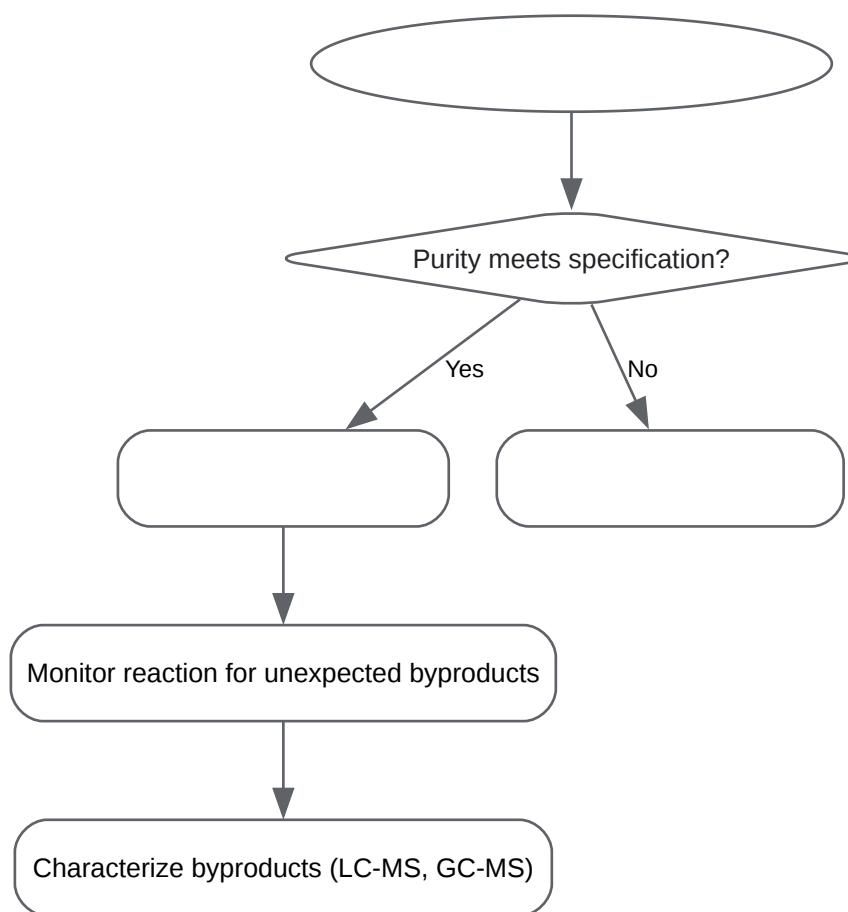 Purity meets specification?
Yes
No
Monitor reaction for unexpected byproducts
Characterize byproducts (LC-MS, GC-MS)